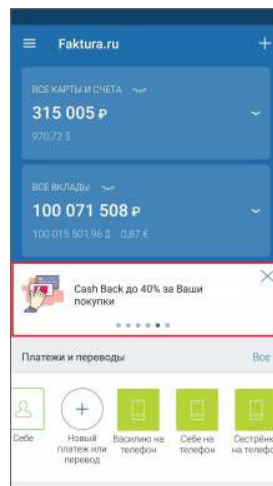 Faktura.ru
ВСЕ КАРТЫ И СЧЕТА
315 005 ₽
970,72 $
ВСЕ ВКЛАДЫ
100 071 508 ₽
100 015 501,96 $ 0,87 €
Cash Back до 40% за Ваши
покупки
Платежи и переводы
Все
Себе
Новый
платеж или
перевод
Василию на
телефон
Себе на
телефон
Сестрёнк
на телефо